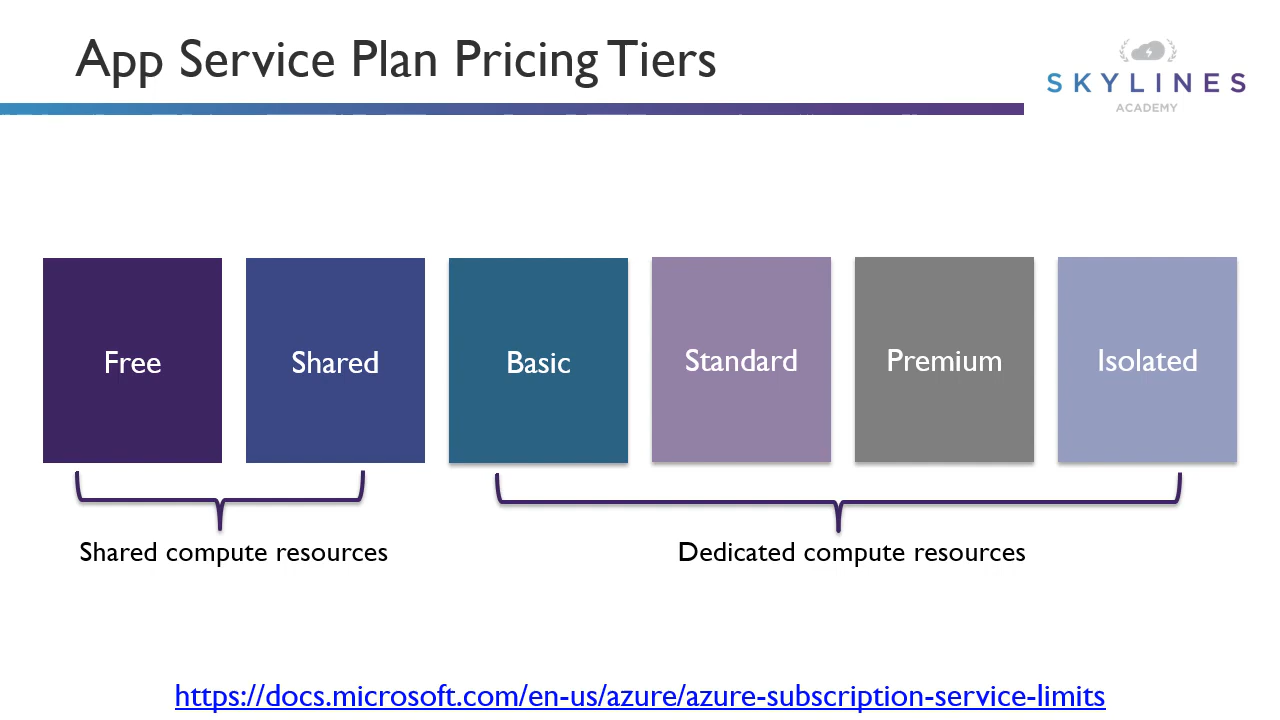 App Service Plan Pricing Tiers
SKYLINES
ACADEMY
Free
Shared
Basic
Standard
Premium
Isolated
Shared compute resources
Dedicated compute resources
https://docs.microsoft.com/en-us/azure/azure-subscription-service-limits